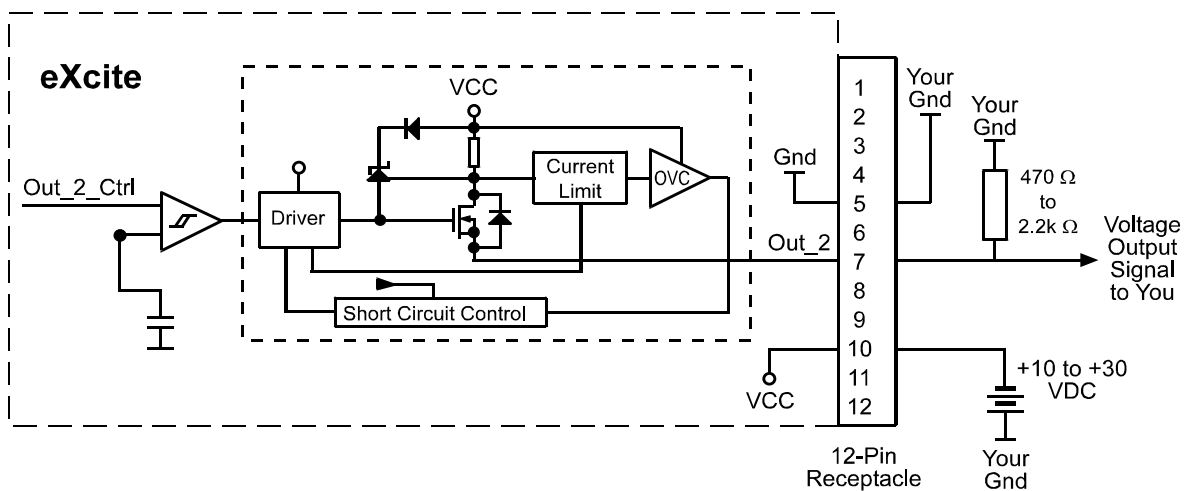 eXcite
VCC
Out_2_Ctrl
Driver
Current
Limit
OVC
Short Circuit Control
Gnd
Out_2
VCC
1
2
3
4
5
6
7
8
9
10
11
12
12-Pin
Receptacle
Your
Gnd
Your
Gnd
470 Ω
to
2.2k Ω
Voltage
Output
Signal
to You
+10 to +30
VDC
Your
Gnd